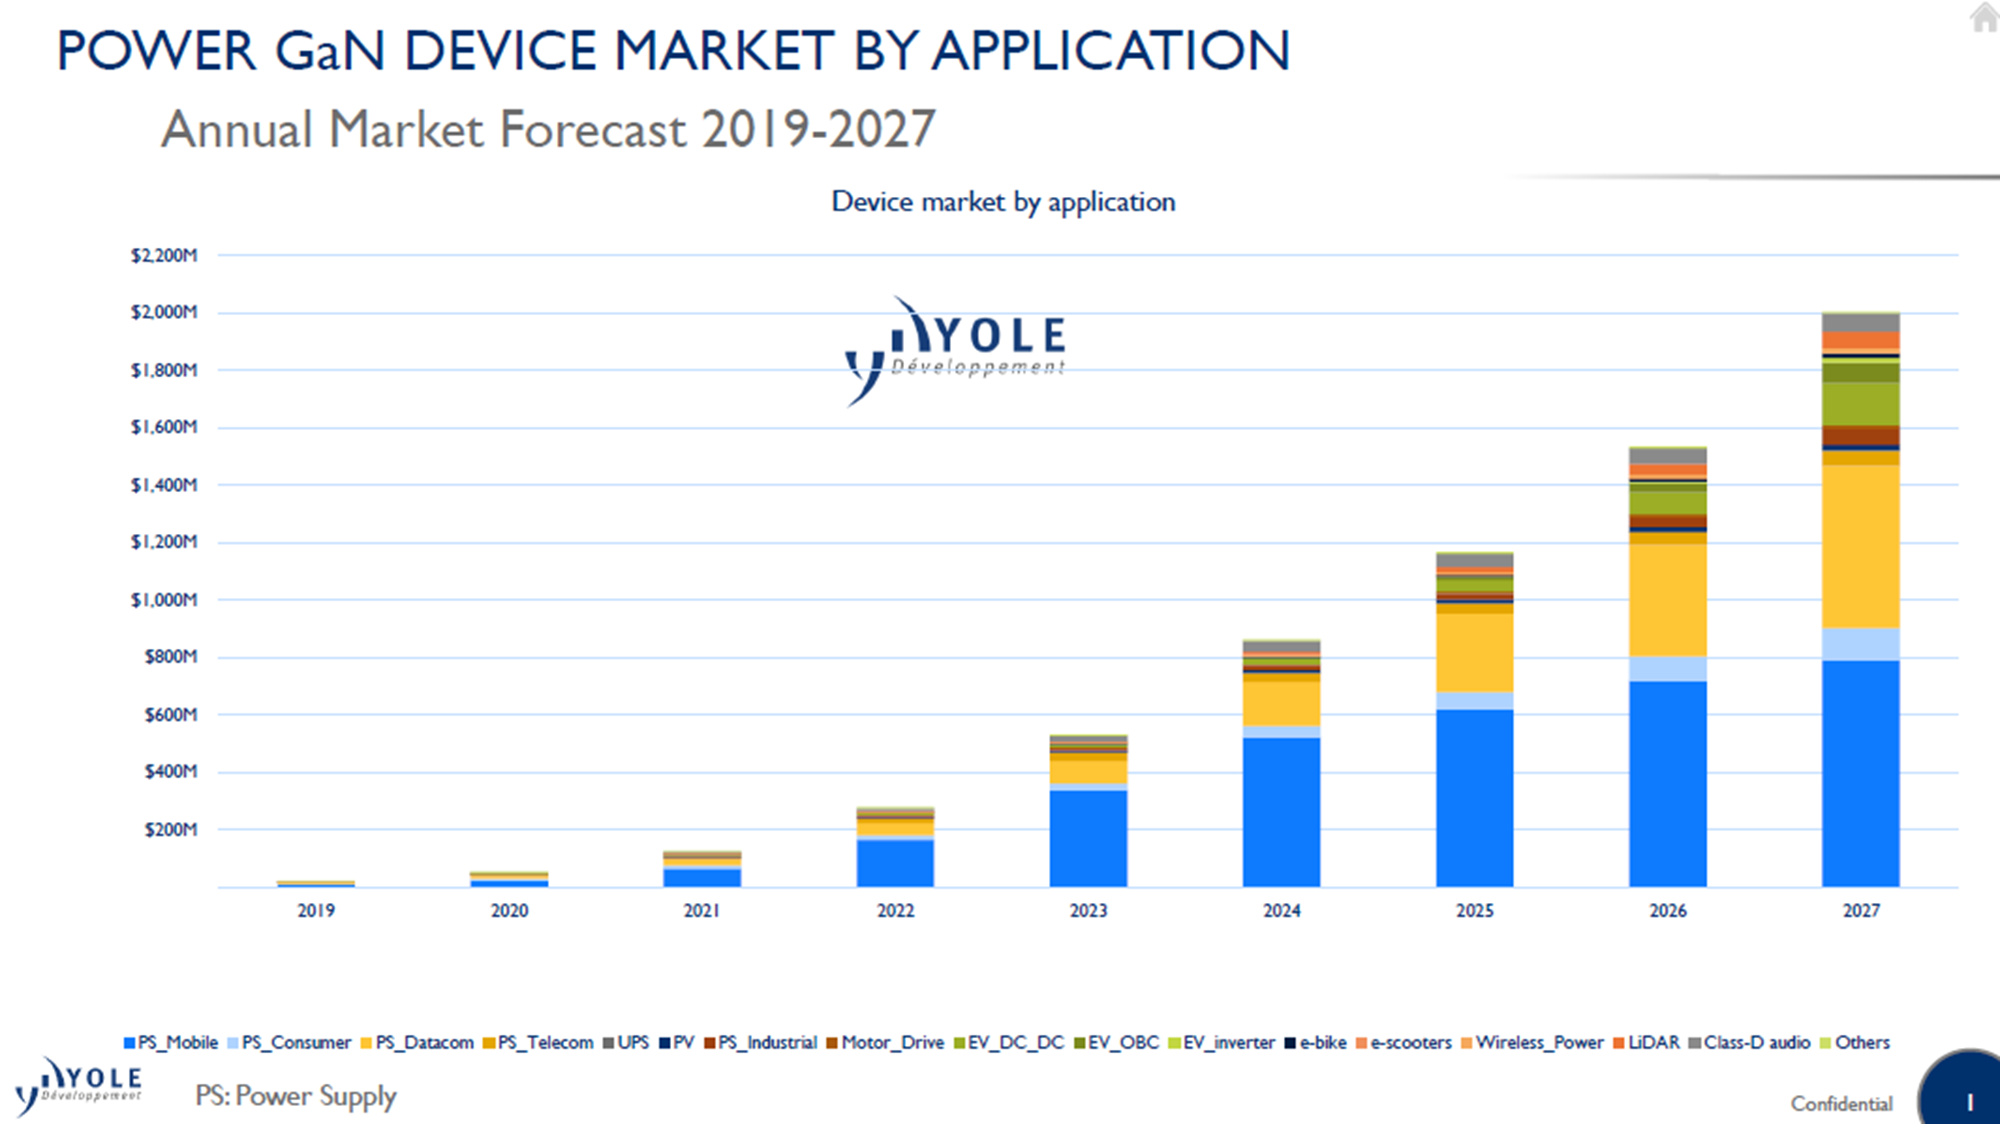 POWER GaN DEVICE MARKET BY APPLICATION
Annual Market Forecast 2019-2027
Device market by application
$2,200M
$2,000M
$1,800M
$1,600M
$1,400M
$1,200M
$1,000M
$800M
$600M
$400M
$200M
YOLE
Développement
2019 2020 2021 2022 2023 2024 2025 2026 2027
PS_Mobile PS_Consumer PS_Datacom PS_Telecom UPS PV PS_Industrial Motor_Drive EV_DC_DC EV_OBC EV_inverter e-bike e-scooters Wireless_Power LiDAR Class-D audio Others
YOLE
Développement
PS: Power Supply
Confidential
1